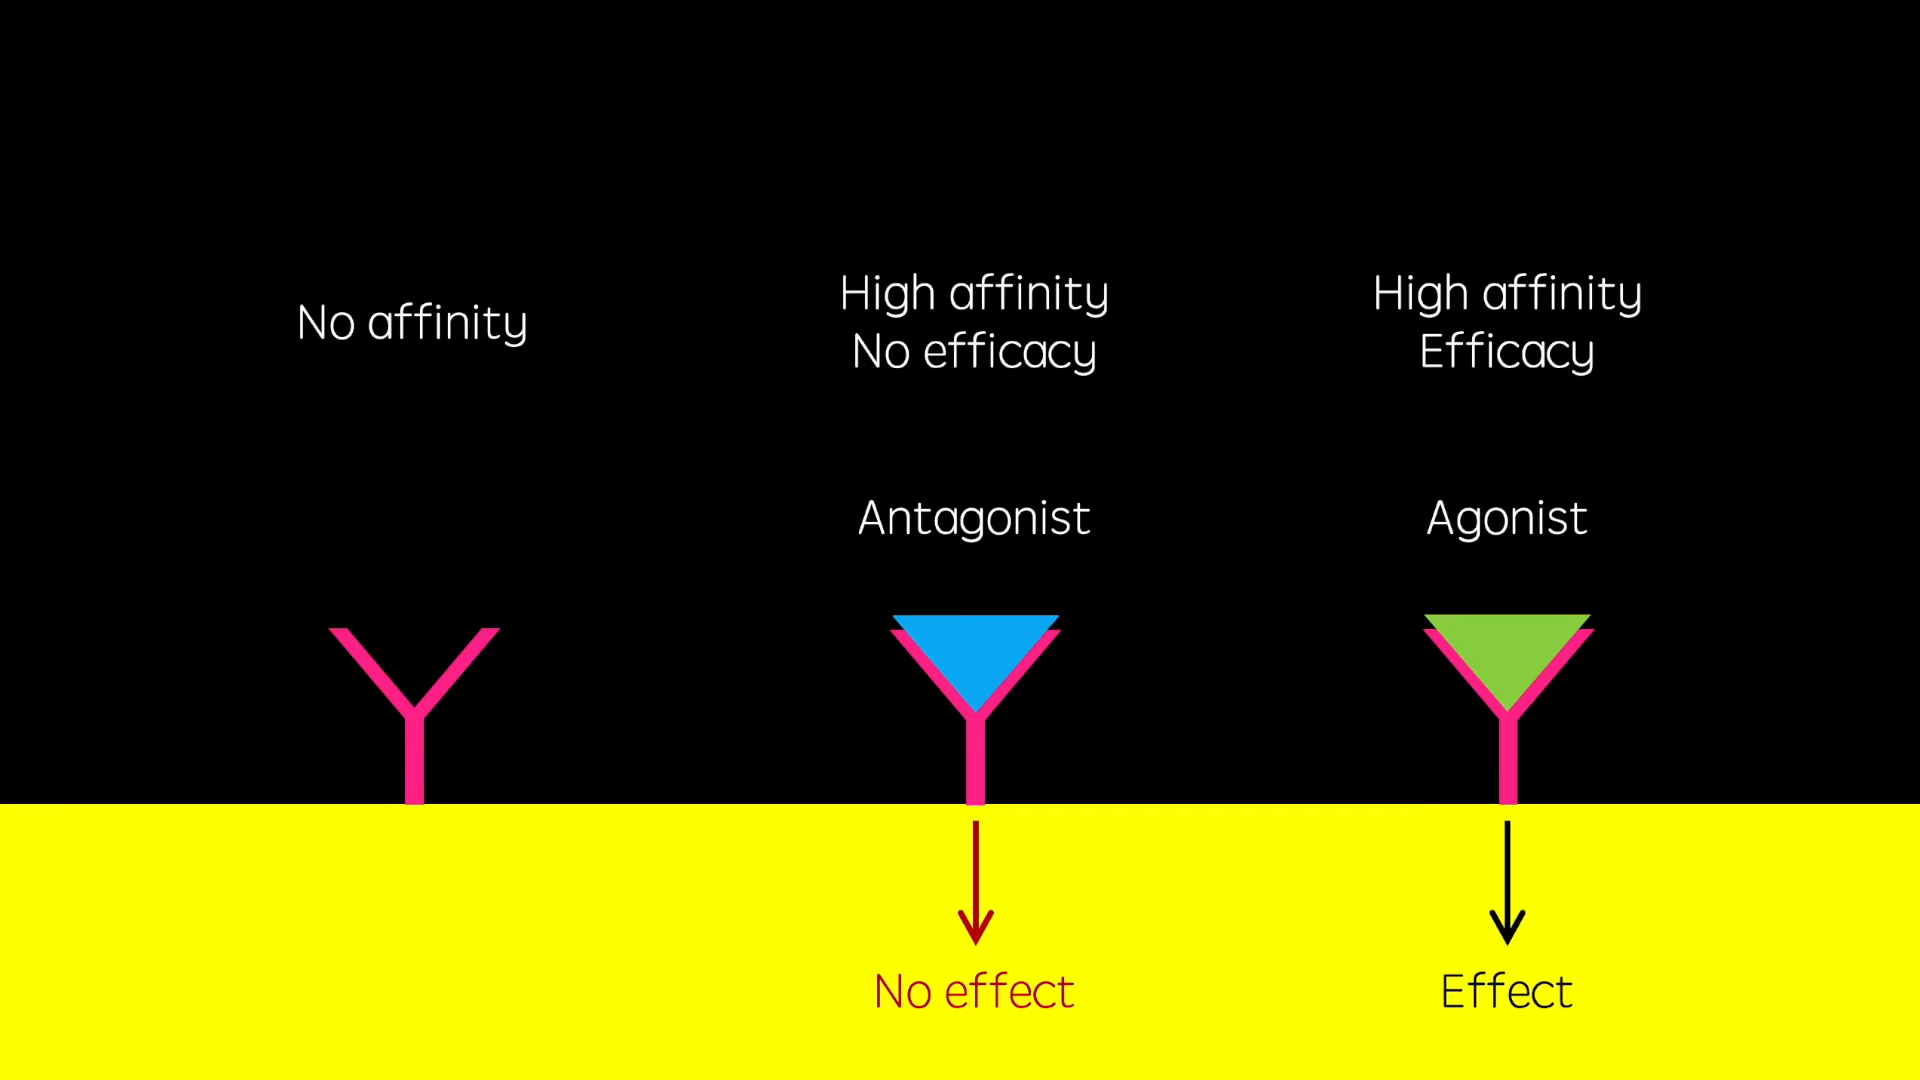 No affinity
High affinity
No efficacy
High affinity
Efficacy
Antagonist
Agonist
No effect
Effect